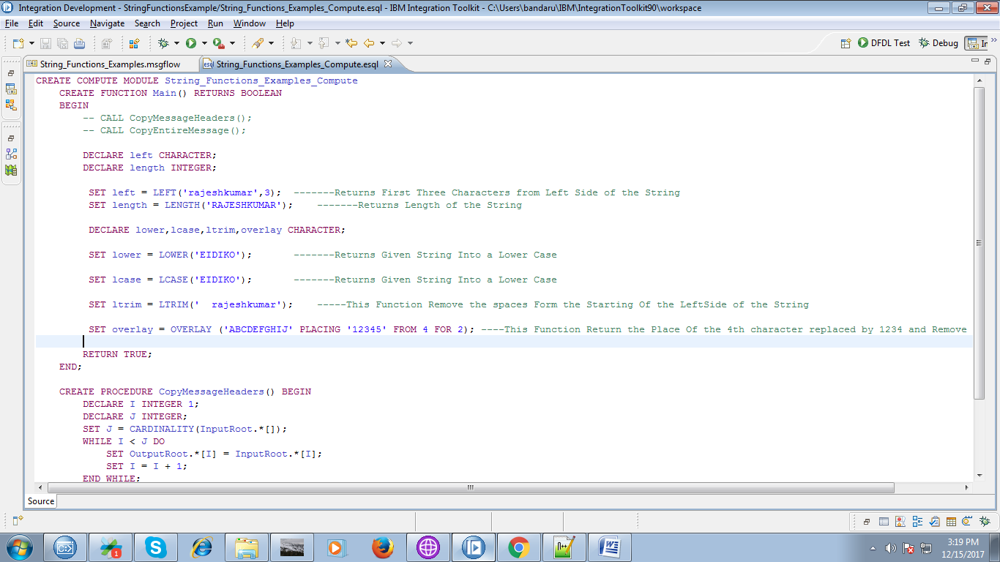 Integration Development - StringFunctionsExample/String_Functions_Examples_Compute.esql - IBM Integration Toolkit - C:\Users\bandaru\IBM\IntegrationToolkit90\workspace
File Edit Source Navigate Search Project Run Window Help
DFDL Test Debug In
String_Functions_Examples.msgflow String_Functions_Examples_Compute.esql
CREATE COMPUTE MODULE String_Functions_Examples_Compute
CREATE FUNCTION Main() RETURNS BOOLEAN
BEGIN
-- CALL CopyMessageHeaders();
-- CALL CopyEntireMessage();
DECLARE left CHARACTER;
DECLARE length INTEGER;
SET left = LEFT('rajeshkumar',3); -------Returns First Three Characters from Left Side of the String
SET length = LENGTH('RAJESHKUMAR'); -------Returns Length of the String
DECLARE lower,lcase,ltrim,overlay CHARACTER;
SET lower = LOWER('EIDIKO'); -------Returns Given String Into a Lower Case
SET lcase = LCASE('EIDIKO'); -------Returns Given String Into a Lower Case
SET ltrim = LTRIM('  rajeshkumar'); -----This Function Remove the spaces Form the Starting Of the LeftSide of the String
SET overlay = OVERLAY ('ABCDEFGHIJ' PLACING '12345' FROM 4 FOR 2); ----This Function Return the Place Of the 4th character replaced by 1234 and Remove
RETURN TRUE;
END;
CREATE PROCEDURE CopyMessageHeaders() BEGIN
DECLARE I INTEGER 1;
DECLARE J INTEGER;
SET J = CARDINALITY(InputRoot.*[]);
WHILE I < J DO
SET OutputRoot.*[I] = InputRoot.*[I];
SET I = I + 1;
END WHILE;
Source
1
3:19 PM
12/15/2017